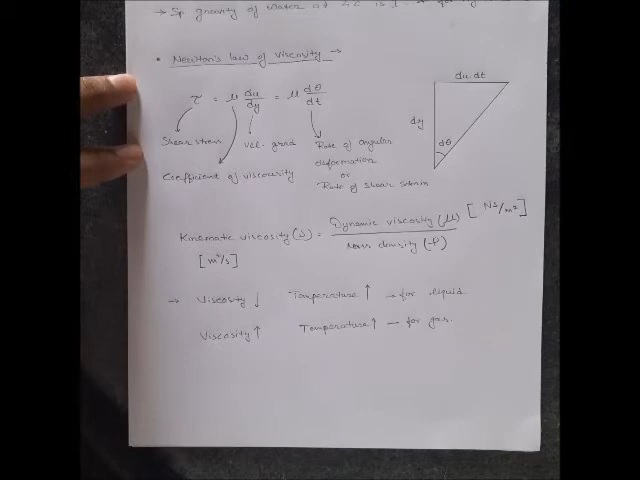 → Sp gravity of water at 4°C is 1.
• Newton's law of viscosity →
τ = μ du/dy = μ dθ/dt
du. dt
dy
dθ
Shear stress
Vel. grad
Rate of angular
deformation
or
Rate of shear strain
Coefficient of viscousity
Kinematic viscosity (ν) = Dynamic viscosity (μ) / Mass density (ρ) [Ns/m²]
[m²/s]
→ Viscosty ↓ Temperature ↑ → for liquid
Viscosity ↑ Temperature ↑ — for gas.